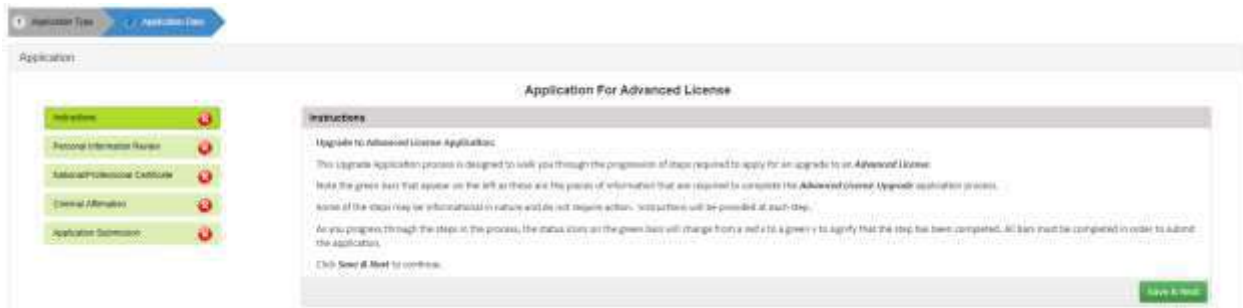 1 Application Type
Application Data
Application
Application For Advanced License
Instructions
Personal Information Review
National/Professional Certificate
Criminal Affirmation
Application Submission
Instructions
Upgrade to Advanced License Application:
This Upgrade Application process is designed to walk you through the progression of steps required to apply for an upgrade to an Advanced License.
Note the green bars that appear on the left as these are the pieces of information that are required to complete the Advanced License Upgrade application process.
Some of the steps may be informational in nature and do not require action. Instructions will be provided at each step.
As you progress through the steps in the process, the status icons on the green bars will change from a red x to a green v to signify that the step has been completed. All bars must be completed in order to submit
the application.
Click Save & Next to continue.
Save & Next